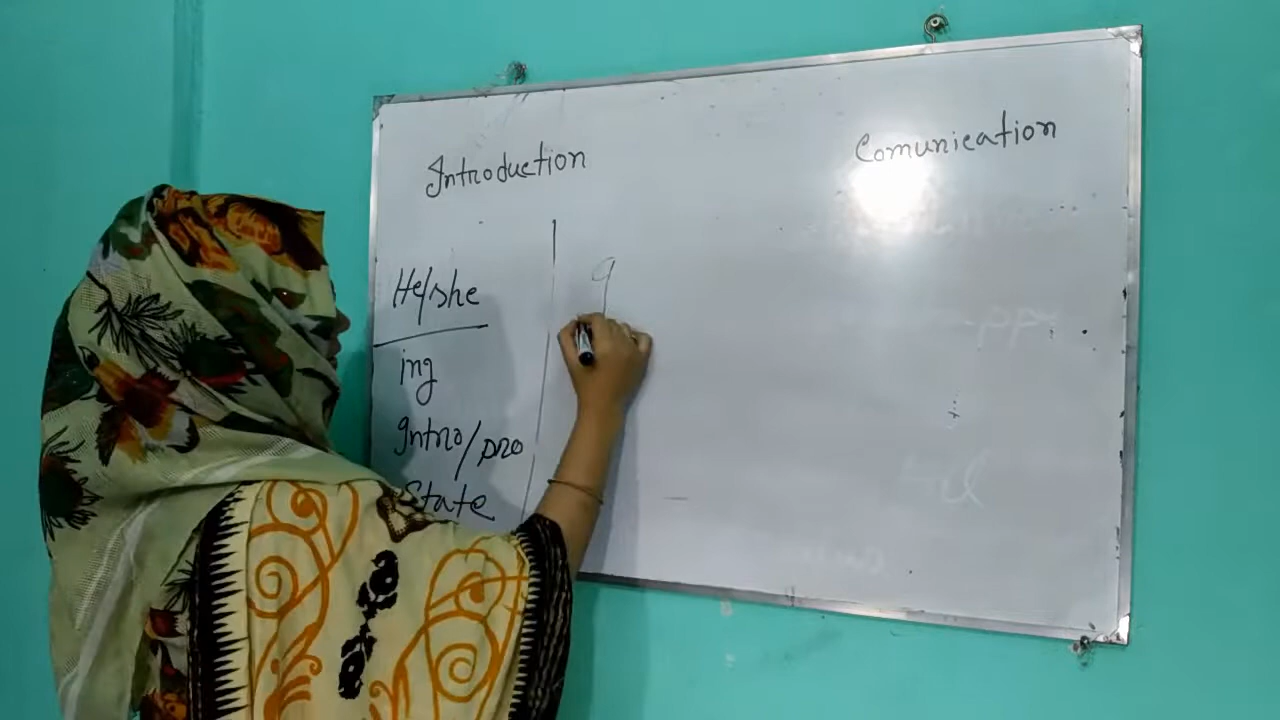 Introduction
Comunication
He/she
ing
Intro/pro
State